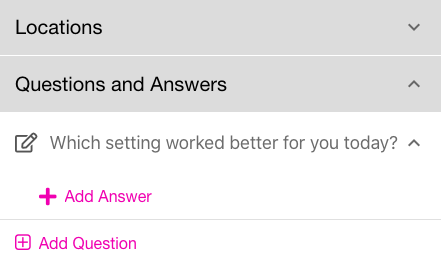 Locations
Questions and Answers
Which setting worked better for you today?
Add Answer
Add Question